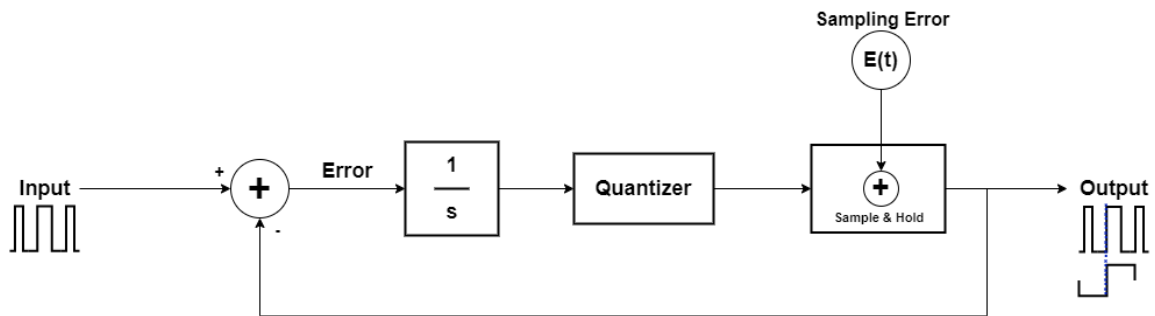 Sampling Error
E(t)
+
Error
1
s
Quantizer
Input
+
+
Output
-
Sample & Hold